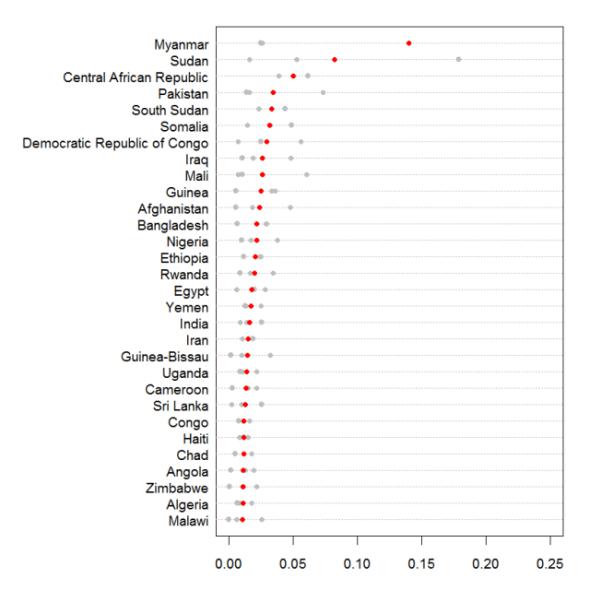 Myanmar
Sudan
Central African Republic
Pakistan
South Sudan
Somalia
Democratic Republic of Congo
Iraq
Mali
Guinea
Afghanistan
Bangladesh
Nigeria
Ethiopia
Rwanda
Egypt
Yemen
India
Iran
Guinea-Bissau
Uganda
Cameroon
Sri Lanka
Congo
Haiti
Chad
Angola
Zimbabwe
Algeria
Malawi
0.00 0.05 0.10 0.15 0.20 0.25